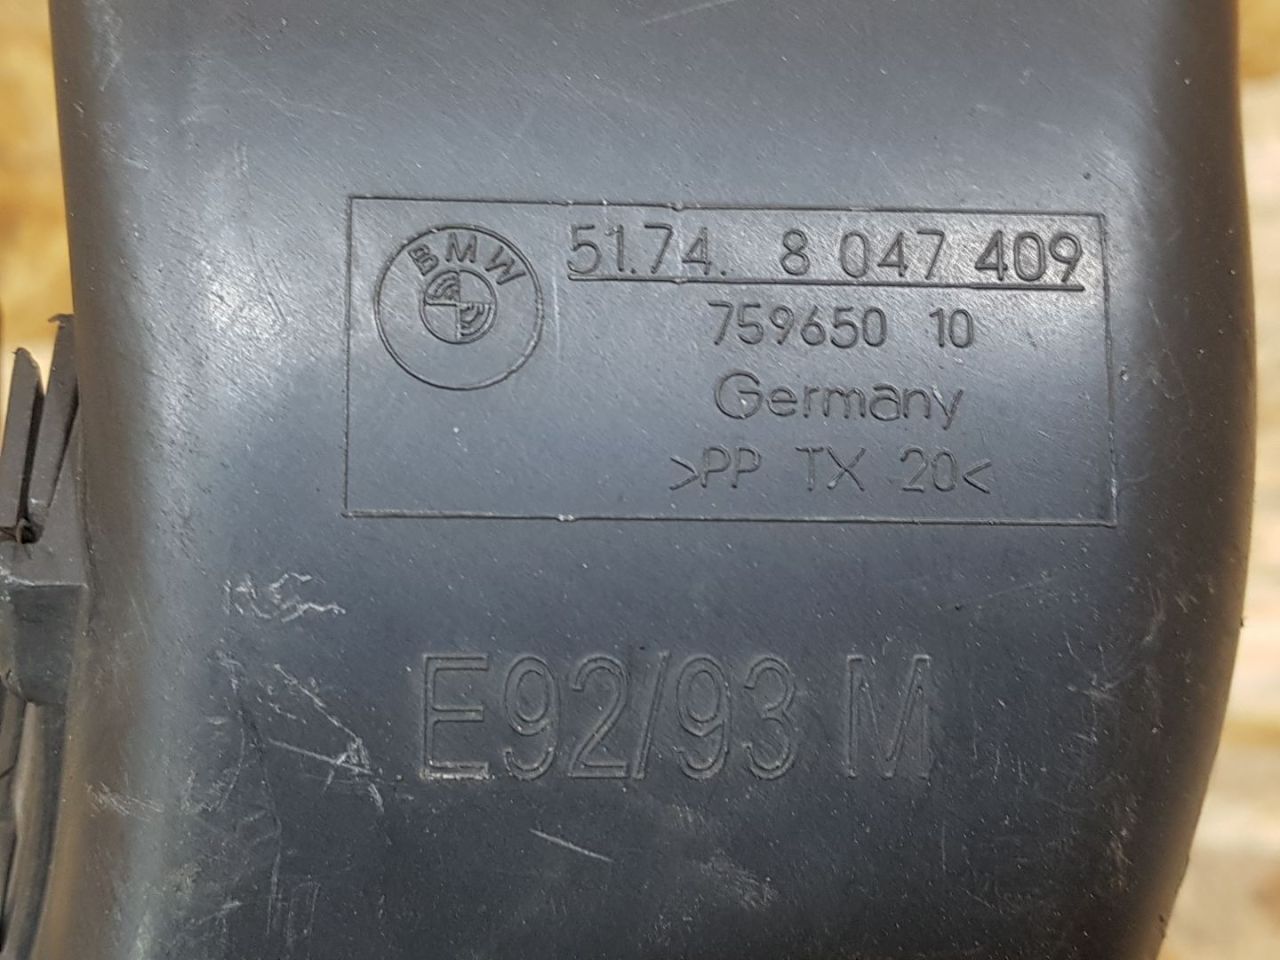 BMW
51.74. 8 047 409
759650 10
Germany
>PP TX 20<
E92/93 M